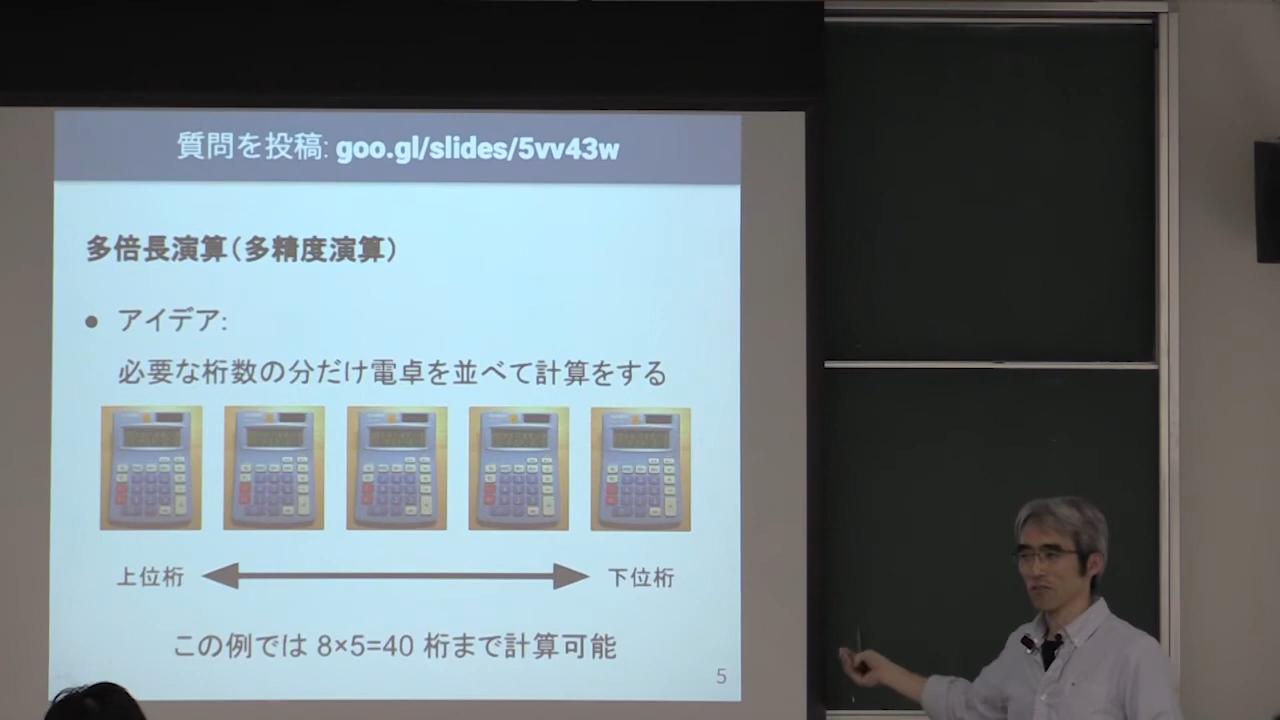 質問を投稿: goo.gl/slides/5vv43w
多倍長演算（多精度演算）
● アイデア:
必要な桁数の分だけ電卓を並べて計算をする
上位桁
下位桁
この例では 8×5=40 桁まで計算可能
5